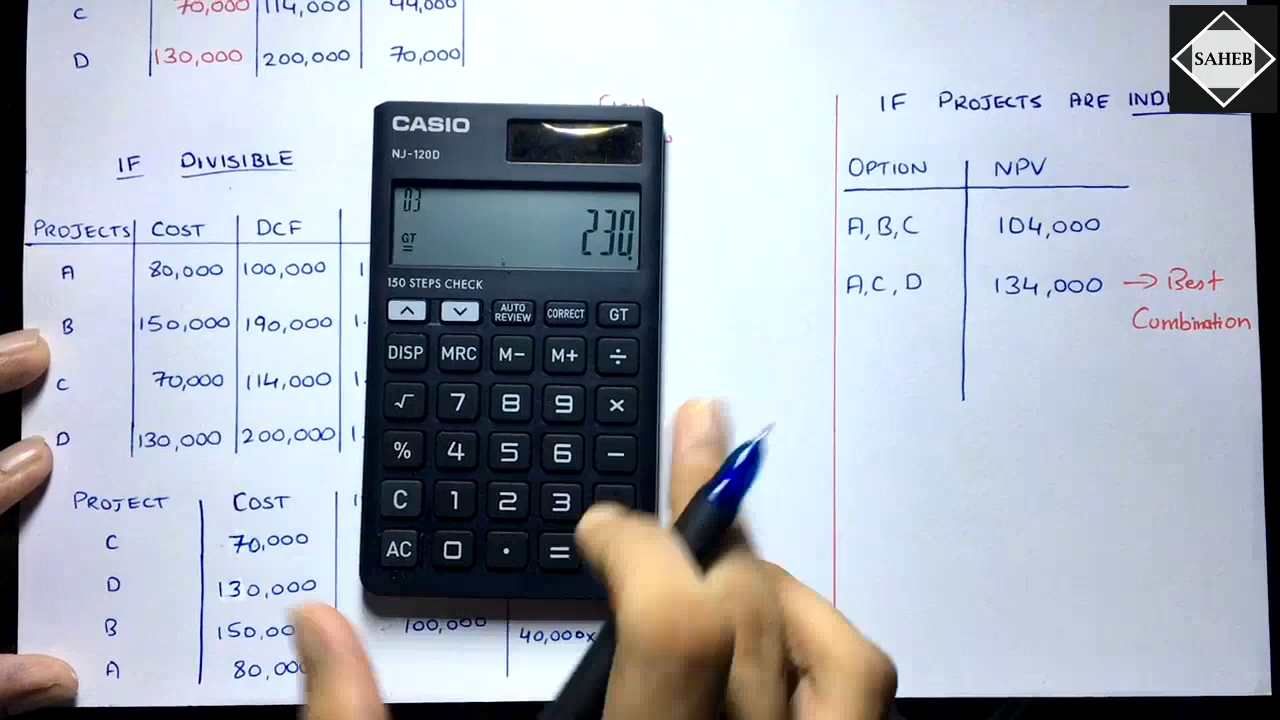 C 70,000 114,000 44,000
D 130,000 200,000 70,000
SAHEB
IF PROJECTS ARE
IF DIVISIBLE
OPTION NPV
A, B, C 104,000
A, C, D 134,000 → Best
Combination
PROJECTS COST DCF
A 80,000 100,000
B 150,000 190,000
C 70,000 114,000
D 130,000 200,000
PROJECT COST
C 70,000
D 130,000
B 100,000 40,000x
A
CASIO
NJ-120D
03
GT
=
230.
150 STEPS CHECK
AUTO REVIEW CORRECT GT
DISP MRC M- M+ ÷
√ 7 8 9 ×
% 4 5 6 −
C 1 2 3
AC 0 . =